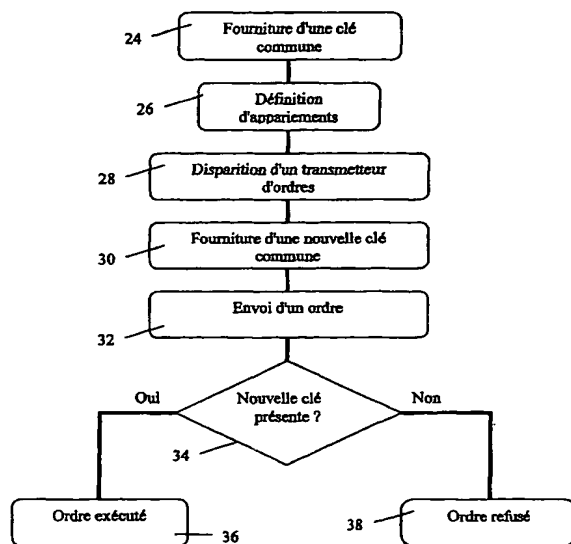 24
Fourniture d'une clé
commune
26
Définition
d'appariements
28
Disparition d'un transmetteur
d'ordres
30
Fourniture d'une nouvelle clé
commune
32
Envoi d'un ordre
Oui
Nouvelle clé
présente ?
Non
34
Ordre exécuté
36
38
Ordre refusé